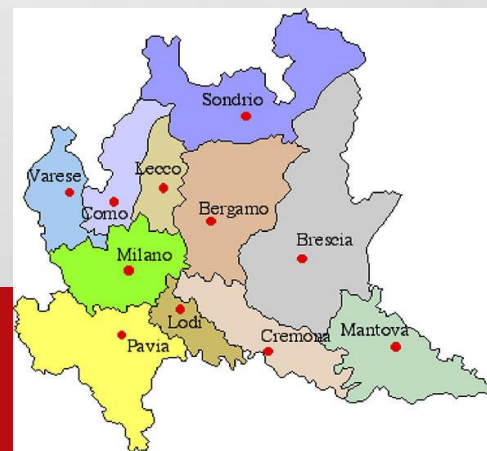 Sondrio
Varese
Lecco
Como
Bergamo
Milano
Brescia
Lodi
Pavia
Cremona
Mantova